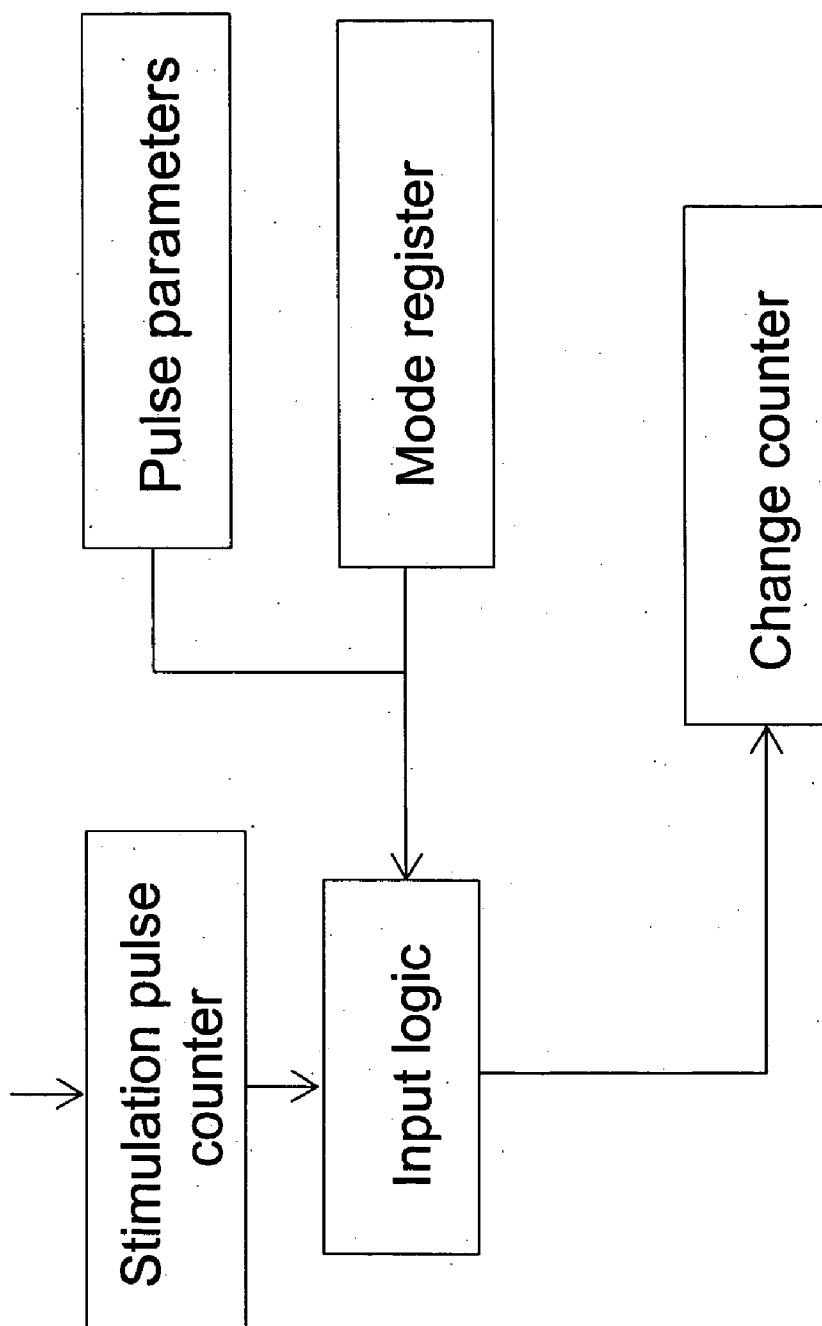 Stimulation pulse
counter
Pulse parameters
Input logic
Mode register
Change counter